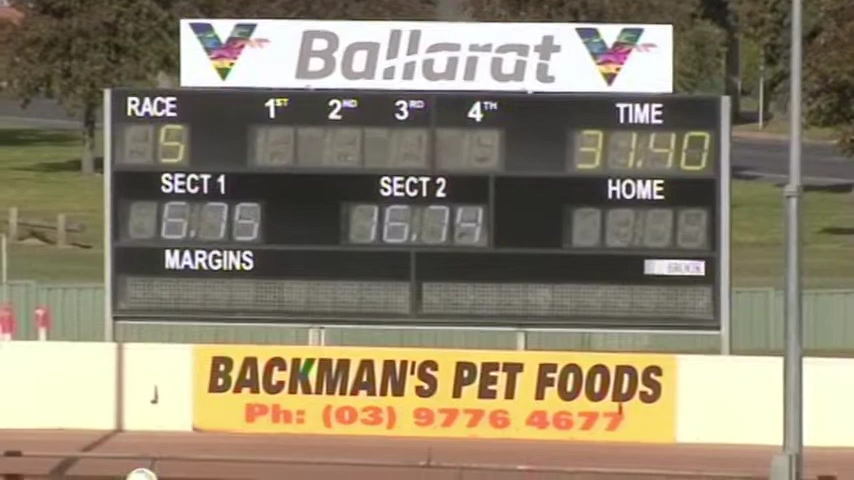 Ballarat
RACE 1ST 2ND 3RD 4TH TIME
5 31.40
SECT 1 SECT 2 HOME
6.79 16.74
MARGINS
BACKMAN'S PET FOODS
Ph: (03) 9776 4677